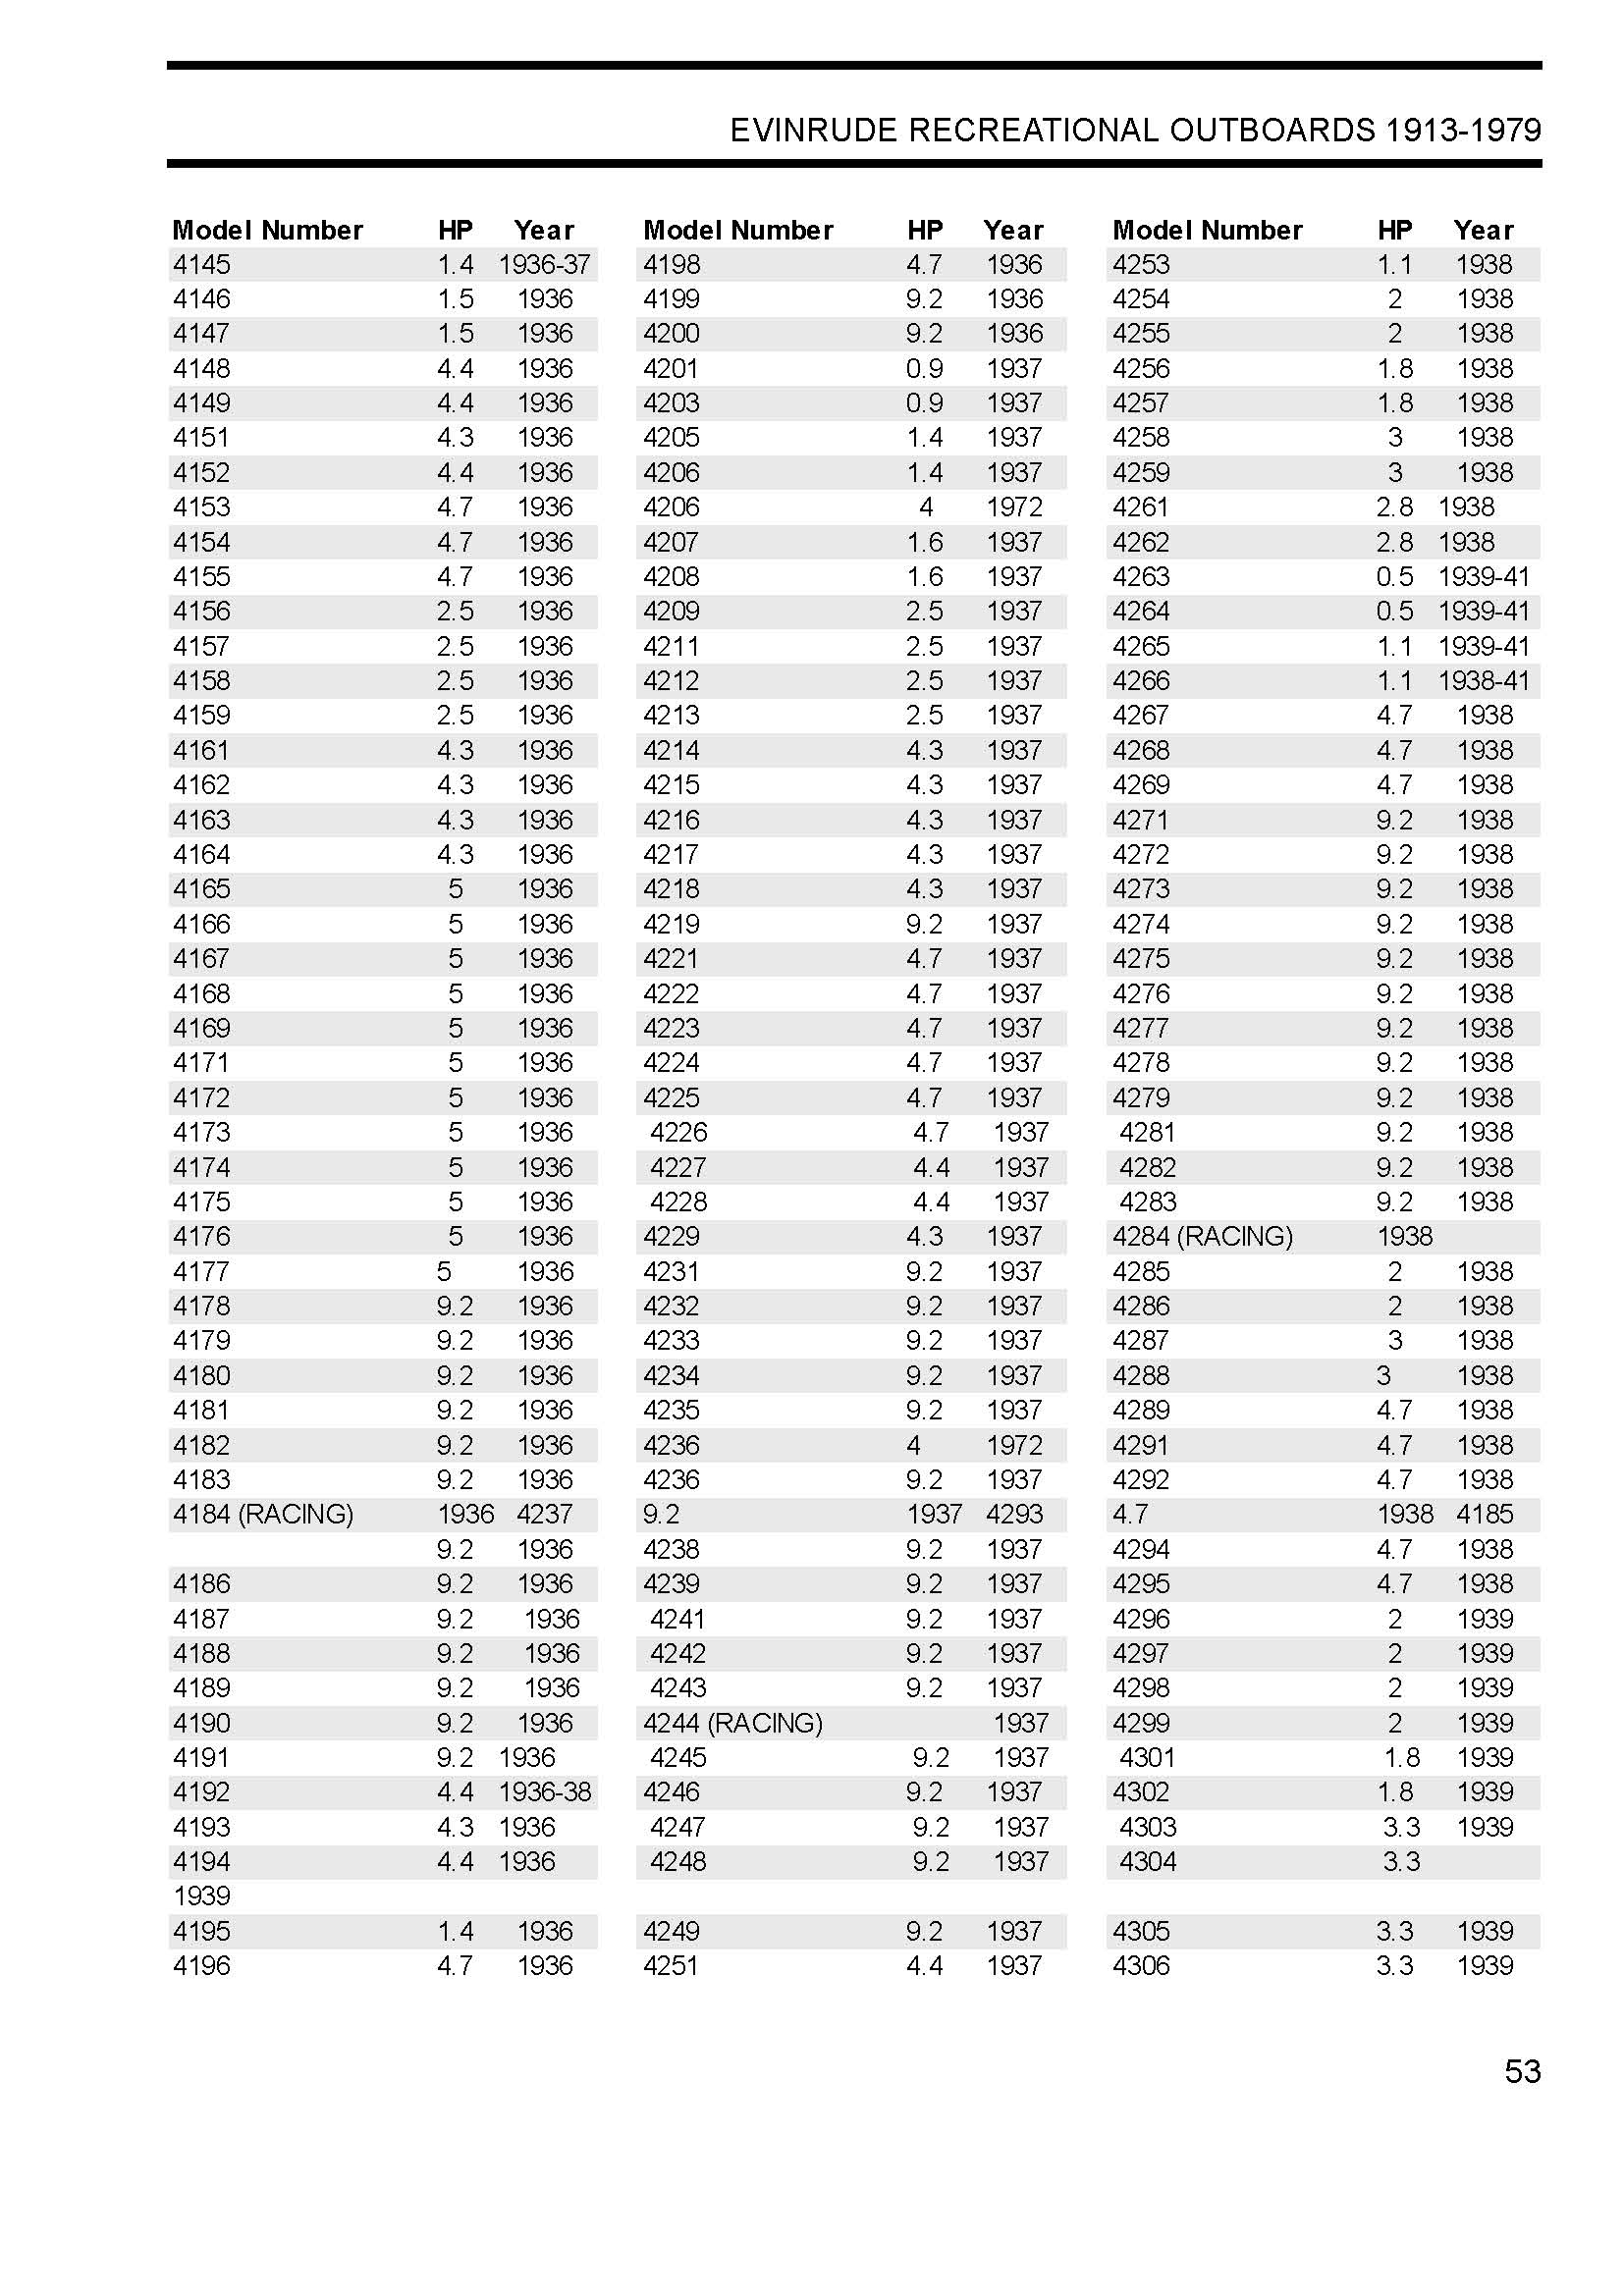 EVINRUDE RECREATIONAL OUTBOARDS 1913-1979
Model Number HP Year Model Number HP Year Model Number HP Year
4145 1.4 1936-37 4198 4.7 1936 4253 1.1 1938
4146 1.5 1936 4199 9.2 1936 4254 2 1938
4147 1.5 1936 4200 9.2 1936 4255 2 1938
4148 4.4 1936 4201 0.9 1937 4256 1.8 1938
4149 4.4 1936 4203 0.9 1937 4257 1.8 1938
4151 4.3 1936 4205 1.4 1937 4258 3 1938
4152 4.4 1936 4206 1.4 1937 4259 3 1938
4153 4.7 1936 4206 4 1972 4261 2.8 1938
4154 4.7 1936 4207 1.6 1937 4262 2.8 1938
4155 4.7 1936 4208 1.6 1937 4263 0.5 1939-41
4156 2.5 1936 4209 2.5 1937 4264 0.5 1939-41
4157 2.5 1936 4211 2.5 1937 4265 1.1 1939-41
4158 2.5 1936 4212 2.5 1937 4266 1.1 1938-41
4159 2.5 1936 4213 2.5 1937 4267 4.7 1938
4161 4.3 1936 4214 4.3 1937 4268 4.7 1938
4162 4.3 1936 4215 4.3 1937 4269 4.7 1938
4163 4.3 1936 4216 4.3 1937 4271 9.2 1938
4164 4.3 1936 4217 4.3 1937 4272 9.2 1938
4165 5 1936 4218 4.3 1937 4273 9.2 1938
4166 5 1936 4219 9.2 1937 4274 9.2 1938
4167 5 1936 4221 4.7 1937 4275 9.2 1938
4168 5 1936 4222 4.7 1937 4276 9.2 1938
4169 5 1936 4223 4.7 1937 4277 9.2 1938
4171 5 1936 4224 4.7 1937 4278 9.2 1938
4172 5 1936 4225 4.7 1937 4279 9.2 1938
4173 5 1936 4226 4.7 1937 4281 9.2 1938
4174 5 1936 4227 4.4 1937 4282 9.2 1938
4175 5 1936 4228 4.4 1937 4283 9.2 1938
4176 5 1936 4229 4.3 1937 4284 (RACING) 1938
4177 5 1936 4231 9.2 1937 4285 2 1938
4178 9.2 1936 4232 9.2 1937 4286 2 1938
4179 9.2 1936 4233 9.2 1937 4287 3 1938
4180 9.2 1936 4234 9.2 1937 4288 3 1938
4181 9.2 1936 4235 9.2 1937 4289 4.7 1938
4182 9.2 1936 4236 4 1972 4291 4.7 1938
4183 9.2 1936 4236 9.2 1937 4292 4.7 1938
4184 (RACING) 1936 4237 9.2 1937 4293 4.7 1938 4185
9.2 1936 4238 9.2 1937 4294 4.7 1938
4186 9.2 1936 4239 9.2 1937 4295 4.7 1938
4187 9.2 1936 4241 9.2 1937 4296 2 1939
4188 9.2 1936 4242 9.2 1937 4297 2 1939
4189 9.2 1936 4243 9.2 1937 4298 2 1939
4190 9.2 1936 4244 (RACING) 1937 4299 2 1939
4191 9.2 1936 4245 9.2 1937 4301 1.8 1939
4192 4.4 1936-38 4246 9.2 1937 4302 1.8 1939
4193 4.3 1936 4247 9.2 1937 4303 3.3 1939
4194 4.4 1936 4248 9.2 1937 4304 3.3
1939
4195 1.4 1936 4249 9.2 1937 4305 3.3 1939
4196 4.7 1936 4251 4.4 1937 4306 3.3 1939
53